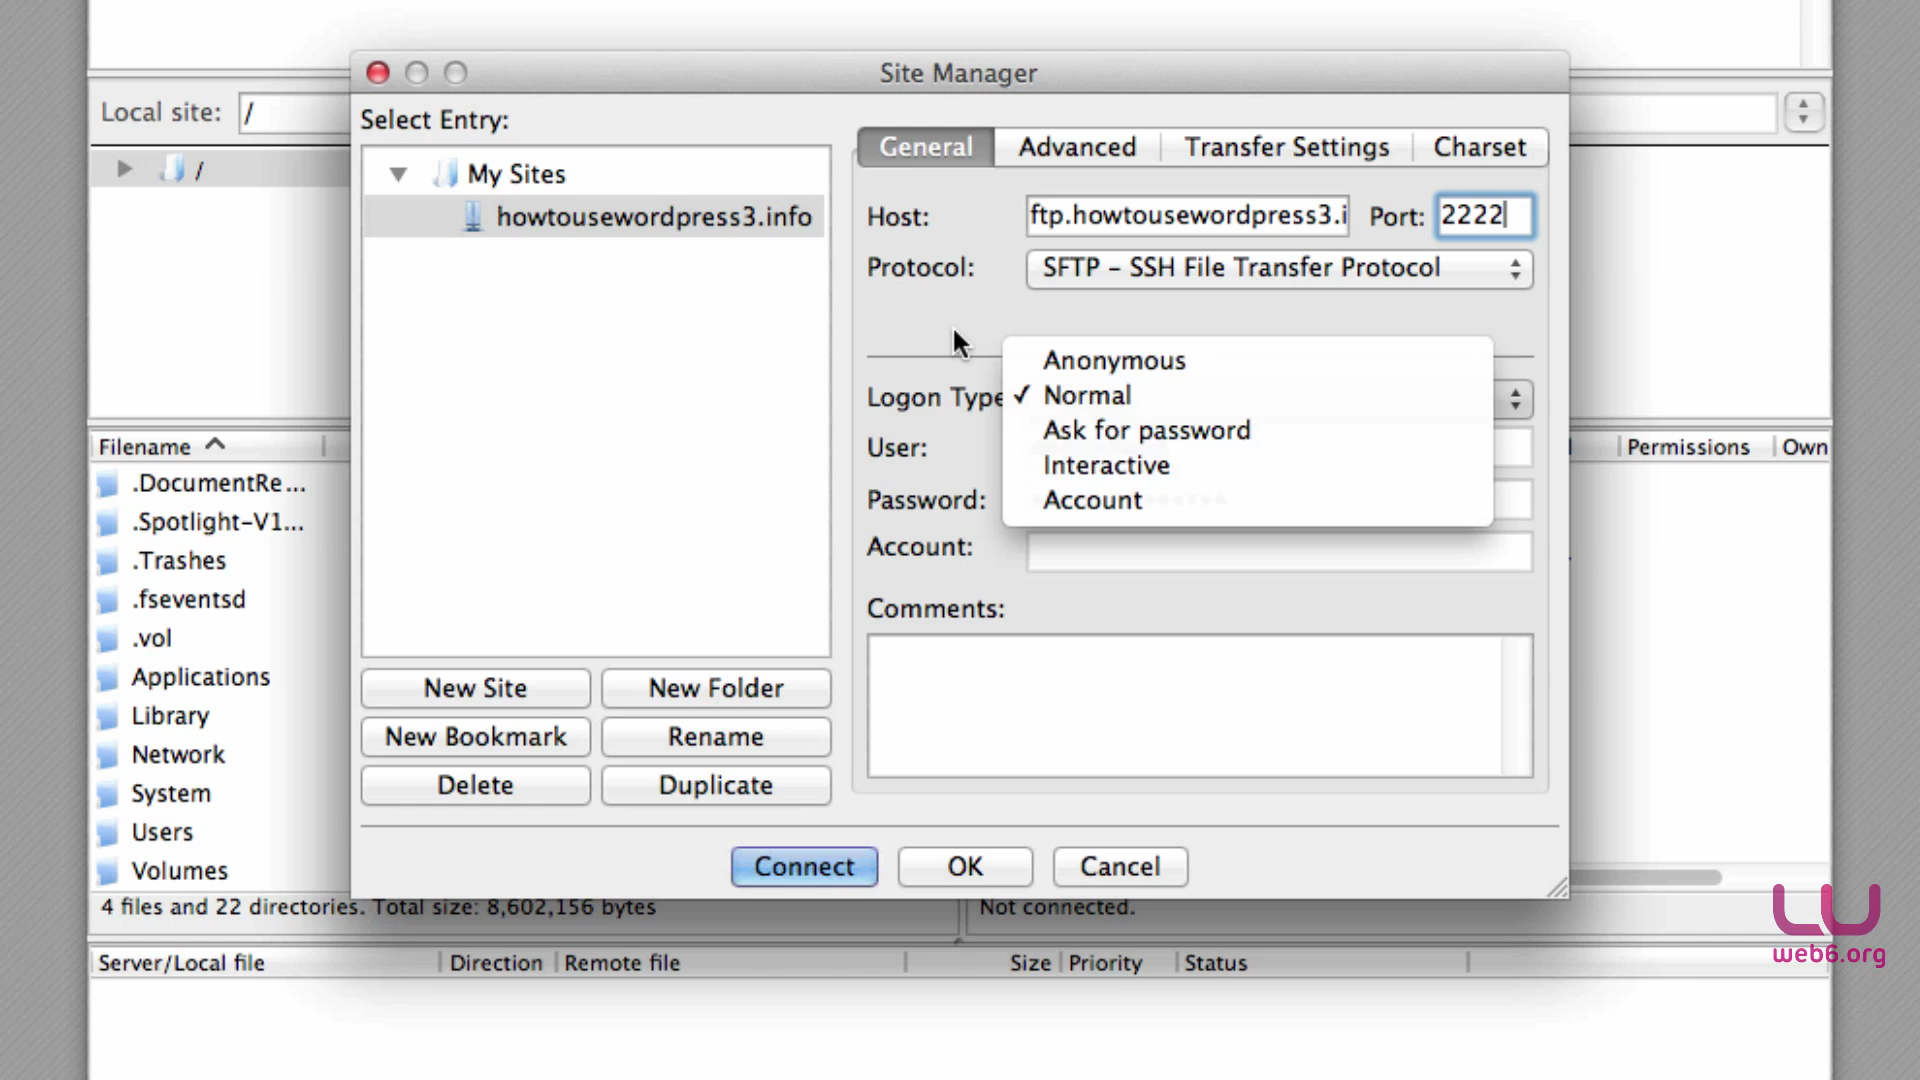 Site Manager
Local site: /
/
Select Entry:
My Sites
howtousewordpress3.info
General Advanced Transfer Settings Charset
Host: ftp.howtousewordpress3.i Port: 2222
Protocol: SFTP – SSH File Transfer Protocol
Anonymous
Logon Type ✓ Normal
Ask for password
User:
Interactive
Password:
Account
Account:
Comments:
New Site New Folder
New Bookmark Rename
Delete Duplicate
Connect OK Cancel
Filename Permissions Own
.DocumentRe...
.Spotlight-V1...
.Trashes
.fseventsd
.vol
Applications
Library
Network
System
Users
Volumes
4 files and 22 directories. Total size: 8,602,156 bytes Not connected.
Server/Local file Direction Remote file Size Priority Status
web6.org